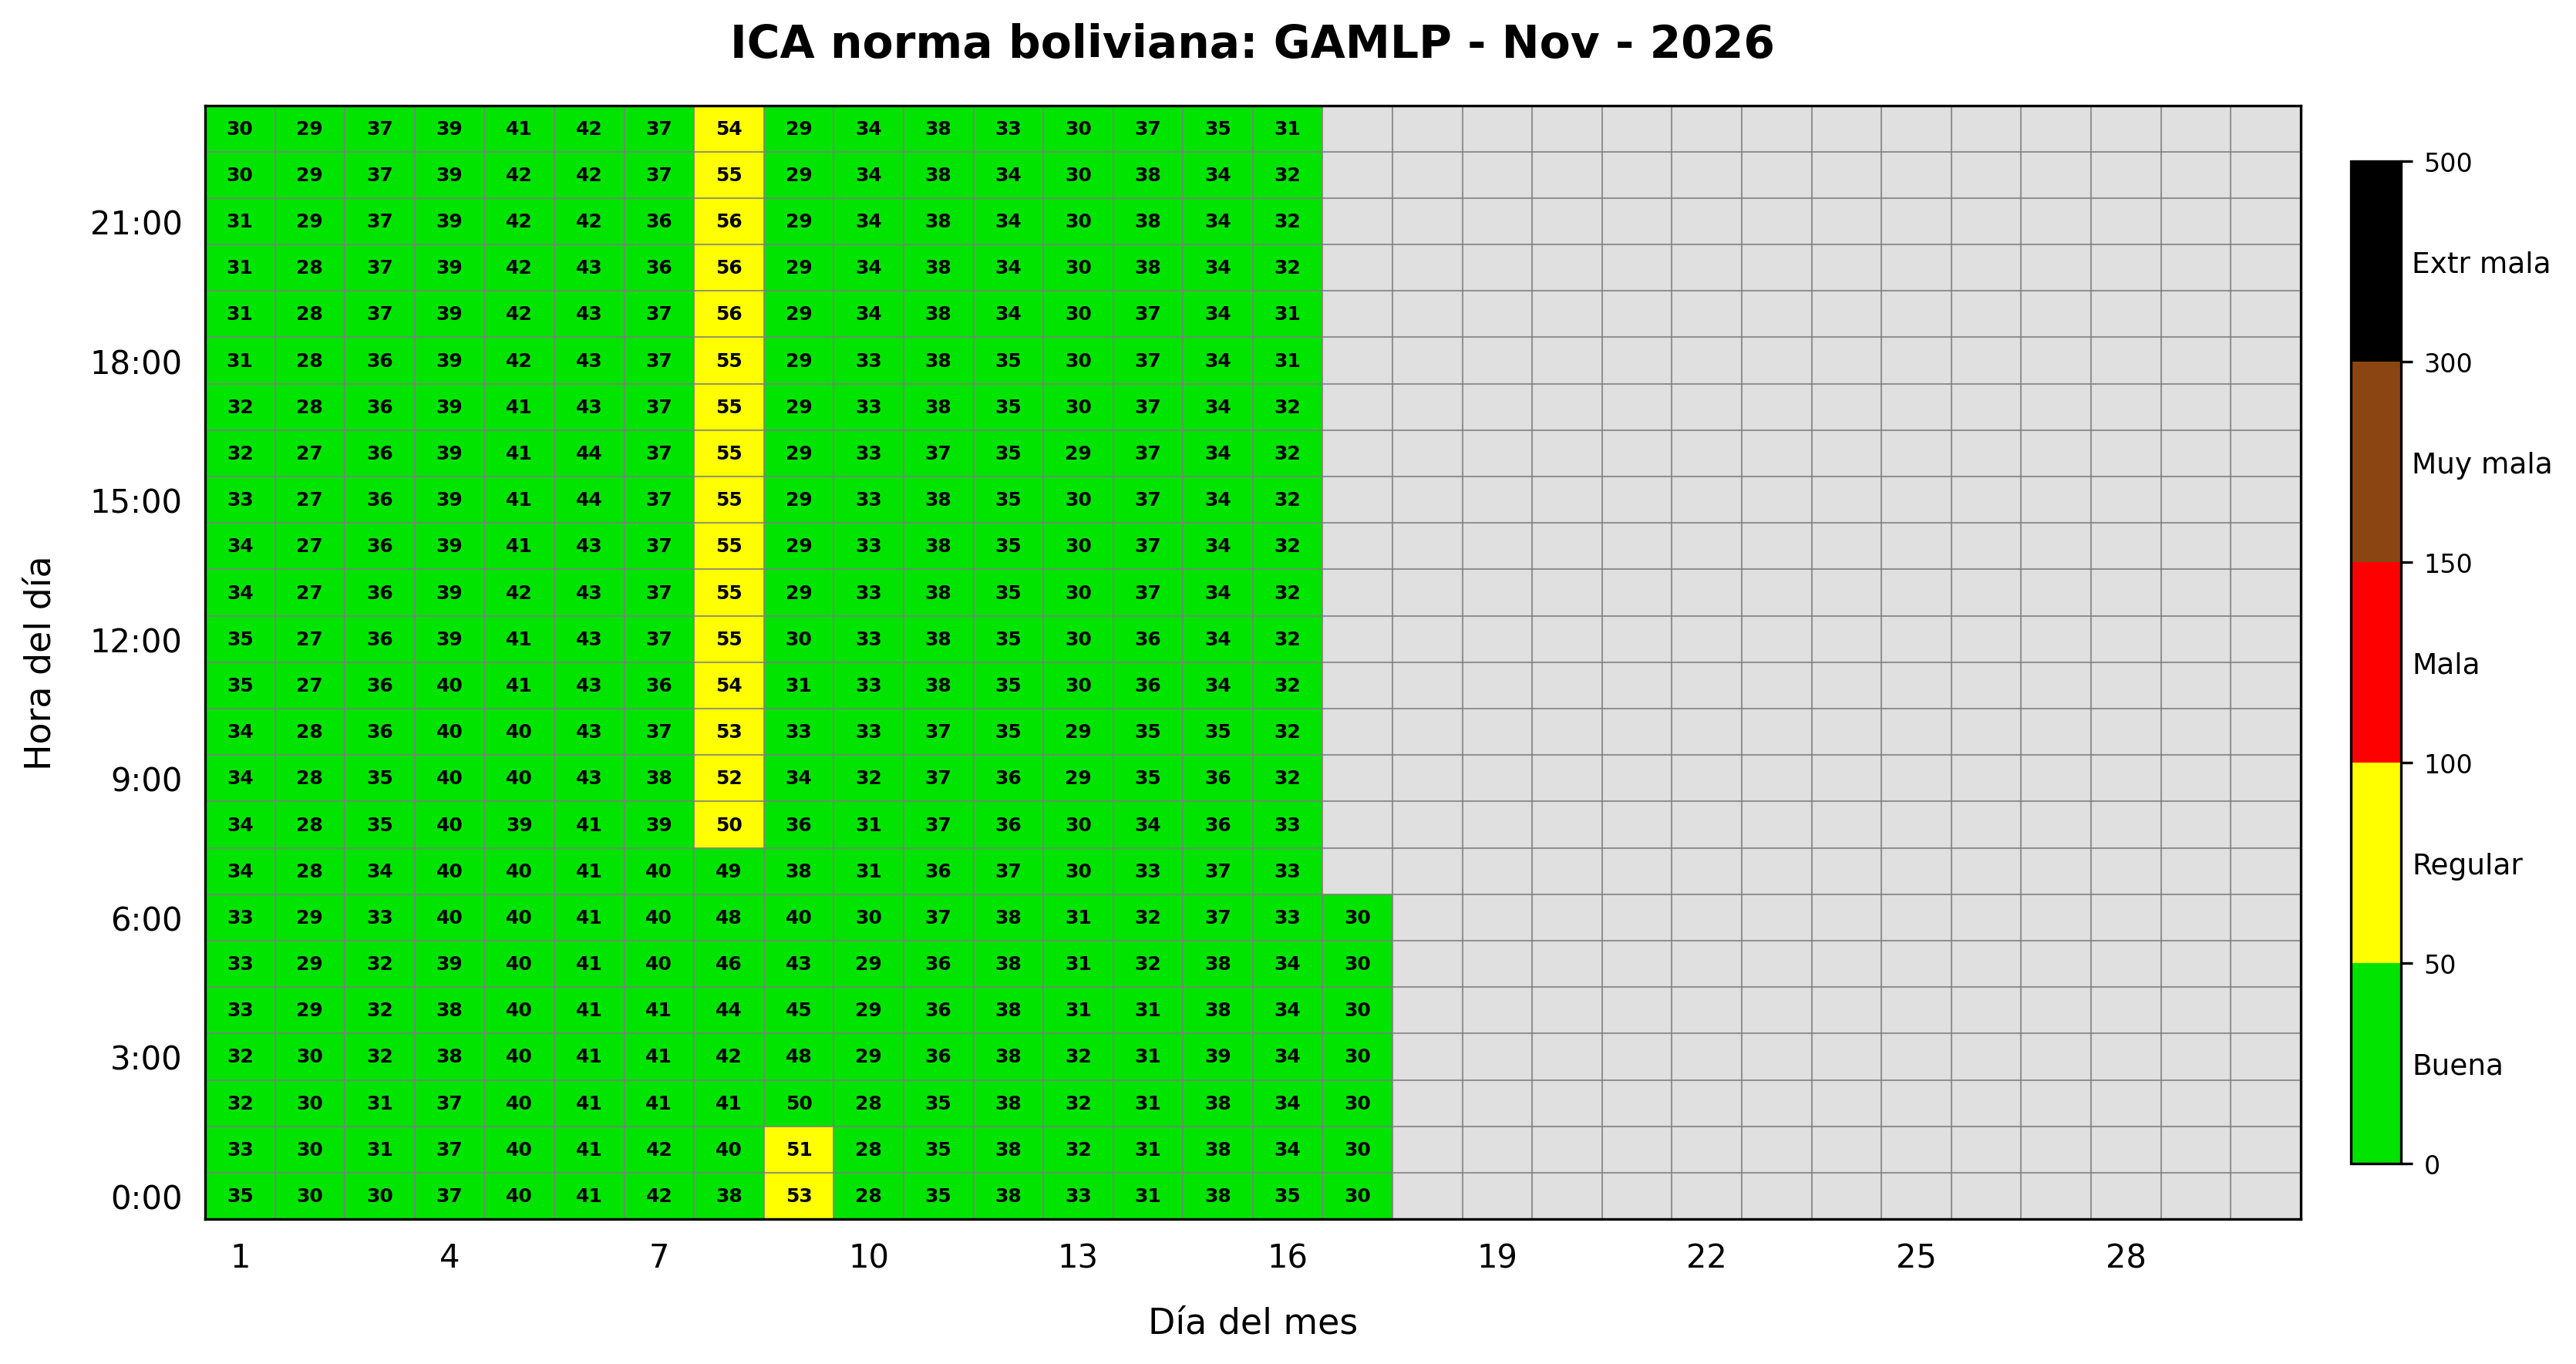 ICA norma boliviana: GAMLP - Nov - 2026
30 29 37 39 41 42 37 54 29 34 38 33 30 37 35 31
30 29 37 39 42 42 37 55 29 34 38 34 30 38 34 32
21:00 31 29 37 39 42 42 36 56 29 34 38 34 30 38 34 32
31 28 37 39 42 43 36 56 29 34 38 34 30 38 34 32
31 28 37 39 42 43 37 56 29 34 38 34 30 37 34 31
18:00 31 28 36 39 42 43 37 55 29 33 38 35 30 37 34 31
32 28 36 39 41 43 37 55 29 33 38 35 30 37 34 32
32 27 36 39 41 44 37 55 29 33 37 35 29 37 34 32
15:00 33 27 36 39 41 44 37 55 29 33 38 35 30 37 34 32
34 27 36 39 41 43 37 55 29 33 38 35 30 37 34 32
34 27 36 39 42 43 37 55 29 33 38 35 30 37 34 32
12:00 35 27 36 39 41 43 37 55 30 33 38 35 30 36 34 32
35 27 36 40 41 43 36 54 31 33 38 35 30 36 34 32
34 28 36 40 40 43 37 53 33 33 37 35 29 35 35 32
9:00 34 28 35 40 40 43 38 52 34 32 37 36 29 35 36 32
34 28 35 40 39 41 39 50 36 31 37 36 30 34 36 33
34 28 34 40 40 41 40 49 38 31 36 37 30 33 37 33
6:00 33 29 33 40 40 41 40 48 40 30 37 38 31 32 37 33 30
33 29 32 39 40 41 40 46 43 29 36 38 31 32 38 34 30
33 29 32 38 40 41 41 44 45 29 36 38 31 31 38 34 30
3:00 32 30 32 38 40 41 41 42 48 29 36 38 32 31 39 34 30
32 30 31 37 40 41 41 41 50 28 35 38 32 31 38 34 30
33 30 31 37 40 41 42 40 51 28 35 38 32 31 38 34 30
0:00 35 30 30 37 40 41 42 38 53 28 35 38 33 31 38 35 30
1 4 7 10 13 16 19 22 25 28
Día del mes
Hora del día
500
Extr mala
300
Muy mala
150
Mala
100
Regular
50
Buena
0